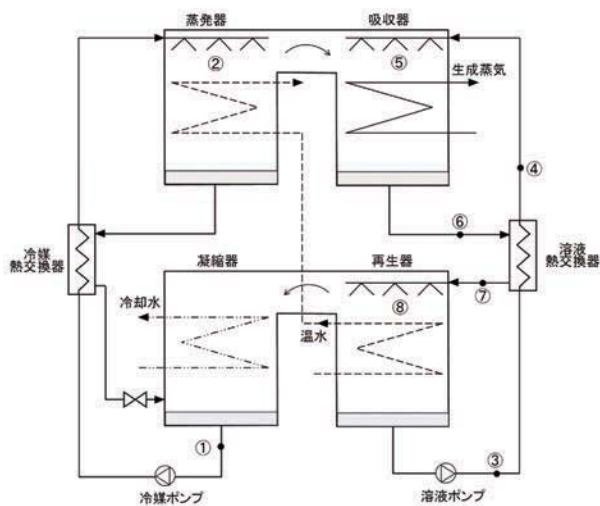 蒸発器
吸収器
②
⑤
生成蒸気
④
⑥
冷媒
熱交換器
溶液
熱交換器
凝縮器
再生器
⑦
⑧
冷却水
温水
①
③
冷媒ポンプ
溶液ポンプ